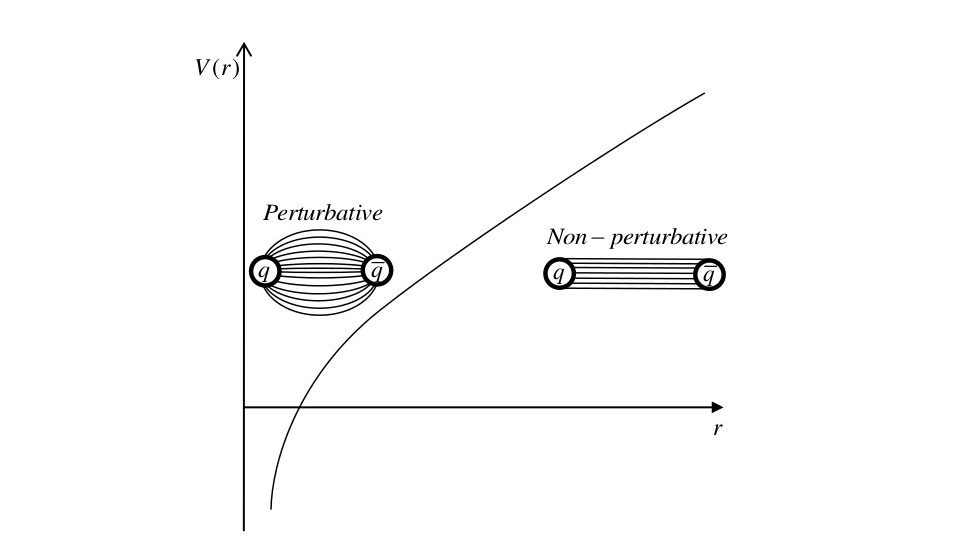 V(r)
Perturbative
Non – perturbative
q
q̅
q
q̅
r